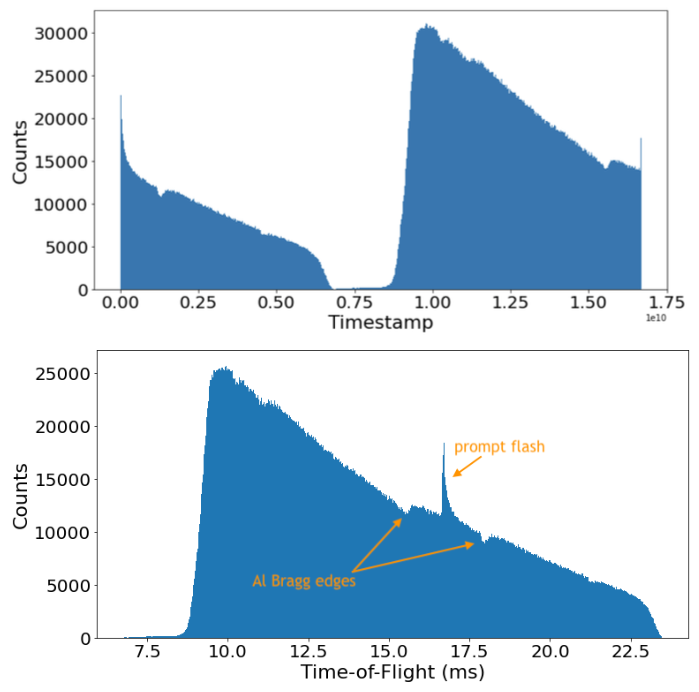 30000
25000
20000
15000
10000
5000
0
Counts
0.00 0.25 0.50 0.75 1.00 1.25 1.50 1.75
1e10
Timestamp
25000
20000
15000
10000
5000
0
Counts
prompt flash
Al Bragg edges
7.5 10.0 12.5 15.0 17.5 20.0 22.5
Time-of-Flight (ms)